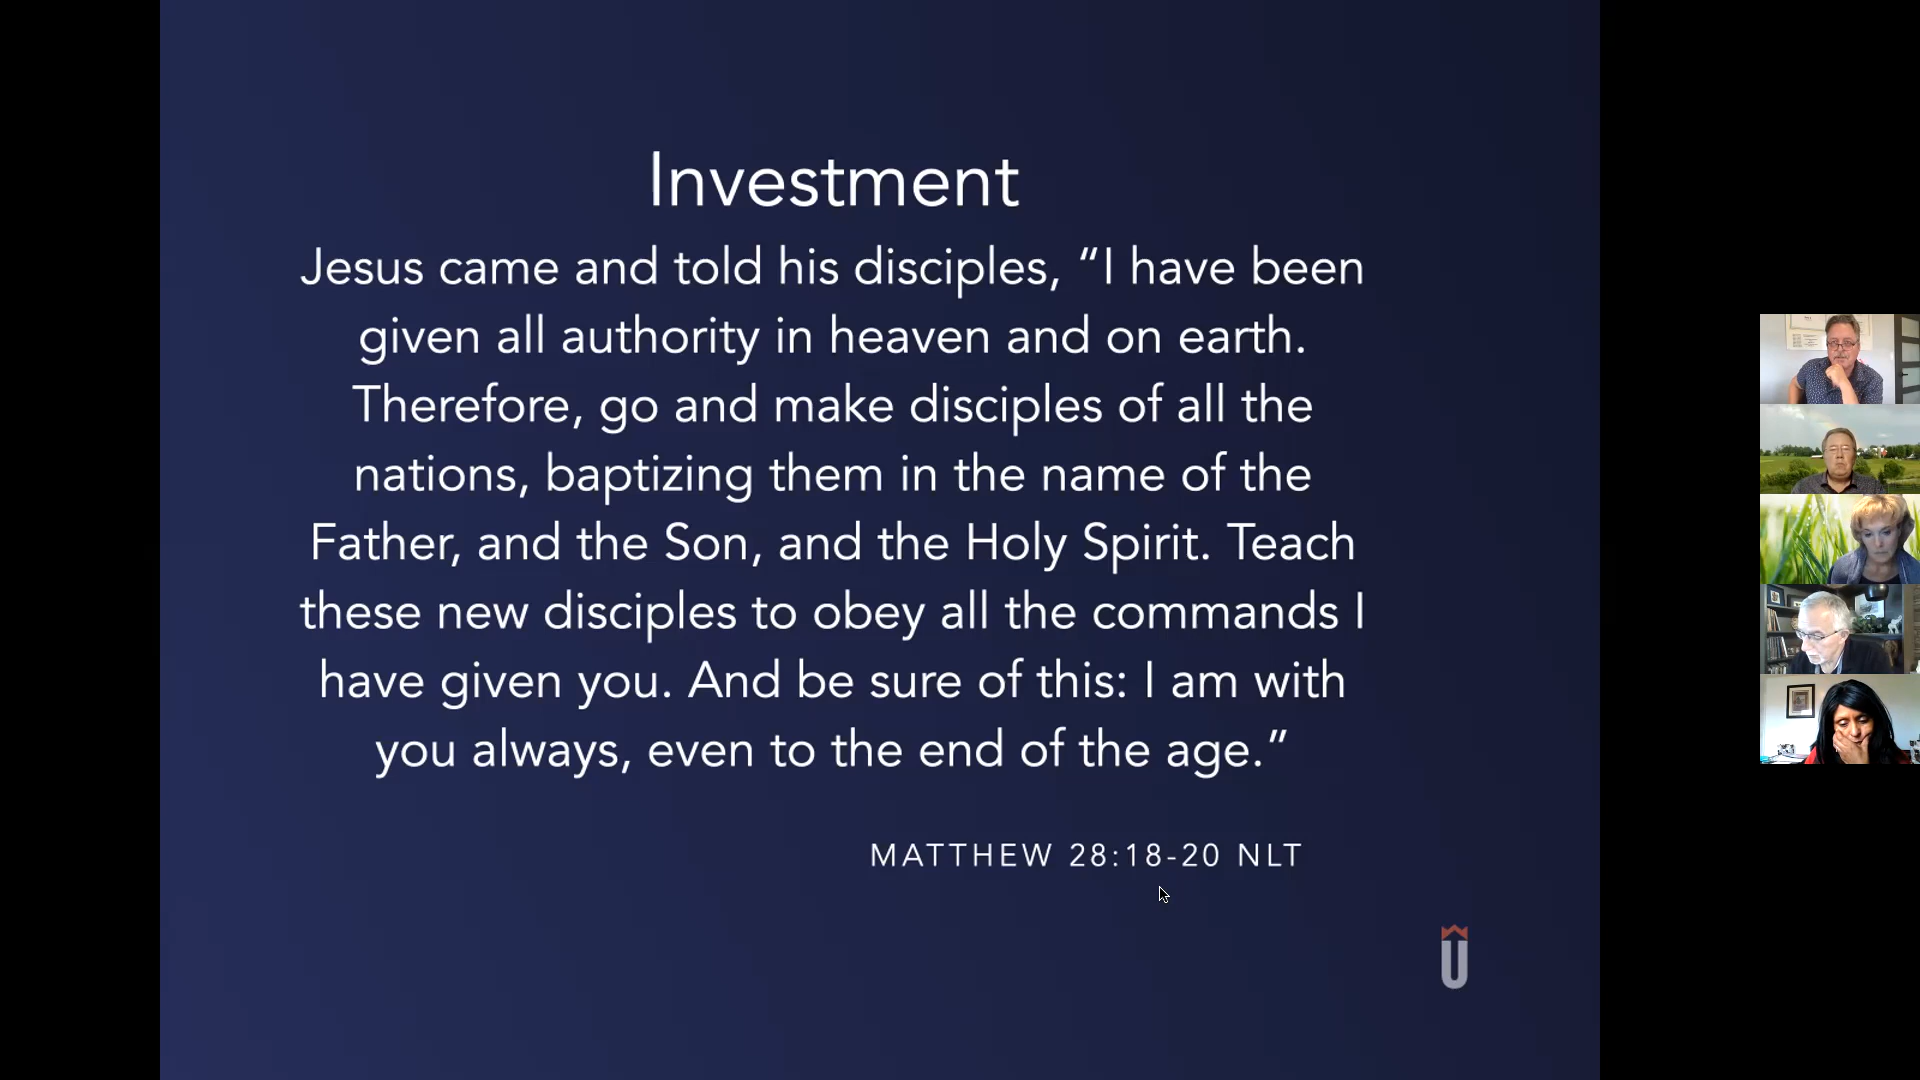 Investment
Jesus came and told his disciples, “I have been
given all authority in heaven and on earth.
Therefore, go and make disciples of all the
nations, baptizing them in the name of the
Father, and the Son, and the Holy Spirit. Teach
these new disciples to obey all the commands I
have given you. And be sure of this: I am with
you always, even to the end of the age.”
MATTHEW 28:18-20 NLT
U